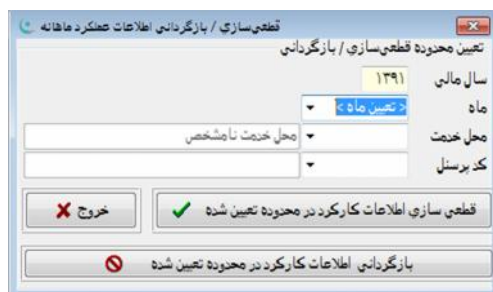 قطعی‌سازی / بازگردانی اطلاعات عملکرد ماهانه
تعیین محدوده قطعی‌سازی / بازگردانی
سال مالی ۱۳۹۱
ماه < تعیین ماه >
محل خدمت محل خدمت نامشخص
کد پرسنل
قطعی سازی اطلاعات کارکرد در محدوده تعیین شده خروج
بازگردانی اطلاعات کارکرد در محدوده تعیین شده